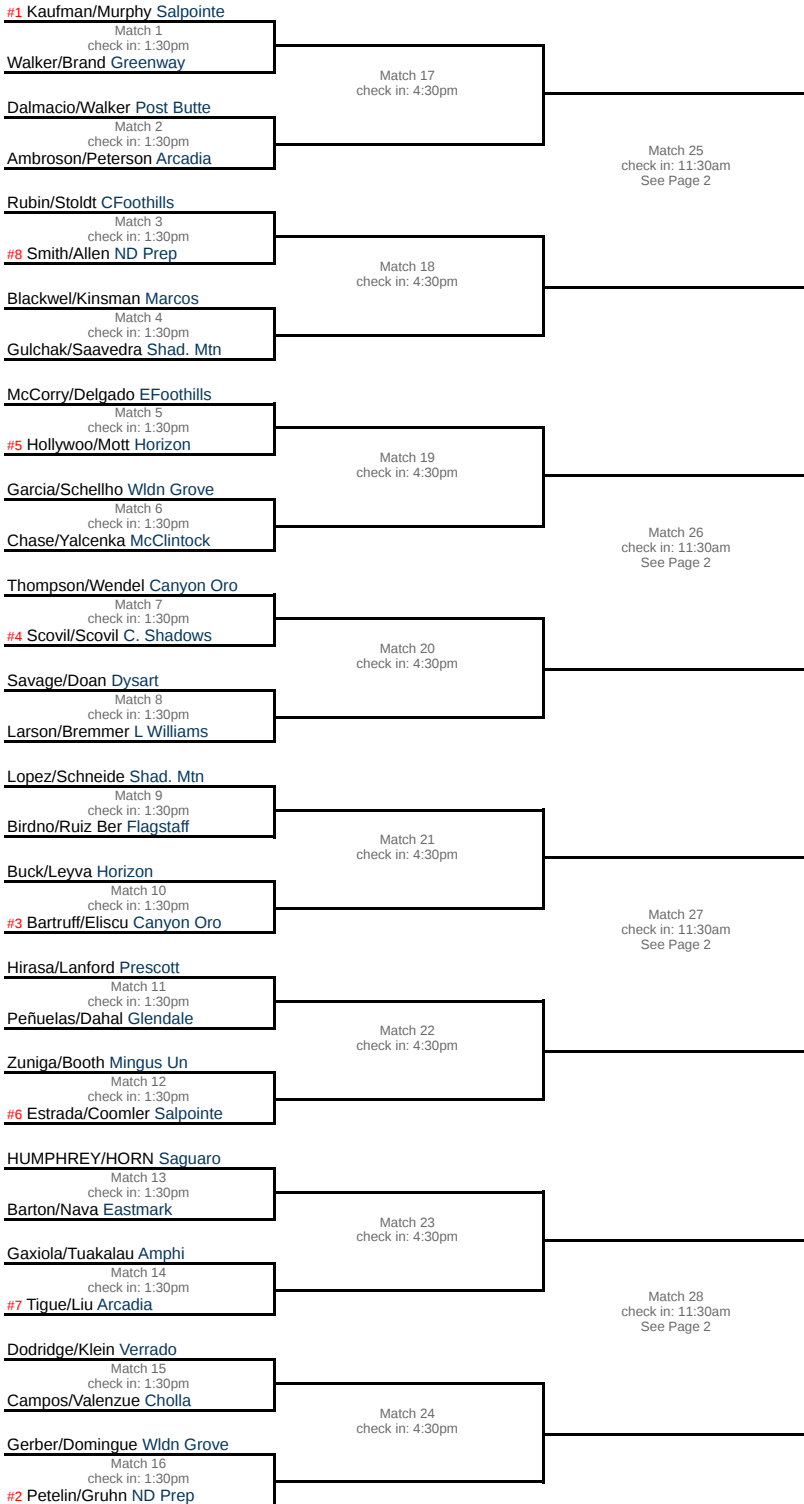 #1 Kaufman/Murphy Salpointe
Match 1
check in: 1:30pm
Walker/Brand Greenway
Match 17
check in: 4:30pm
Dalmacio/Walker Post Butte
Match 2
check in: 1:30pm
Ambroson/Peterson Arcadia
Match 25
check in: 11:30am
See Page 2
Rubin/Stoldt CFoothills
Match 3
check in: 1:30pm
#8 Smith/Allen ND Prep
Match 18
check in: 4:30pm
Blackwel/Kinsman Marcos
Match 4
check in: 1:30pm
Gulchak/Saavedra Shad. Mtn
McCorry/Delgado EFoothills
Match 5
check in: 1:30pm
#5 Hollywoo/Mott Horizon
Match 19
check in: 4:30pm
Garcia/Schellho Wldn Grove
Match 6
check in: 1:30pm
Chase/Yalcenka McClintock
Match 26
check in: 11:30am
See Page 2
Thompson/Wendel Canyon Oro
Match 7
check in: 1:30pm
#4 Scovil/Scovil C. Shadows
Match 20
check in: 4:30pm
Savage/Doan Dysart
Match 8
check in: 1:30pm
Larson/Bremmer L Williams
Lopez/Schneide Shad. Mtn
Match 9
check in: 1:30pm
Birdno/Ruiz Ber Flagstaff
Match 21
check in: 4:30pm
Buck/Leyva Horizon
Match 10
check in: 1:30pm
#3 Bartruff/Eliscu Canyon Oro
Match 27
check in: 11:30am
See Page 2
Hirasa/Lanford Prescott
Match 11
check in: 1:30pm
Peñuelas/Dahal Glendale
Match 22
check in: 4:30pm
Zuniga/Booth Mingus Un
Match 12
check in: 1:30pm
#6 Estrada/Coomler Salpointe
HUMPHREY/HORN Saguaro
Match 13
check in: 1:30pm
Barton/Nava Eastmark
Match 23
check in: 4:30pm
Gaxiola/Tuakalau Amphi
Match 14
check in: 1:30pm
#7 Tigue/Liu Arcadia
Match 28
check in: 11:30am
See Page 2
Dodridge/Klein Verrado
Match 15
check in: 1:30pm
Campos/Valenzue Cholla
Match 24
check in: 4:30pm
Gerber/Domingue Wldn Grove
Match 16
check in: 1:30pm
#2 Petelin/Gruhn ND Prep